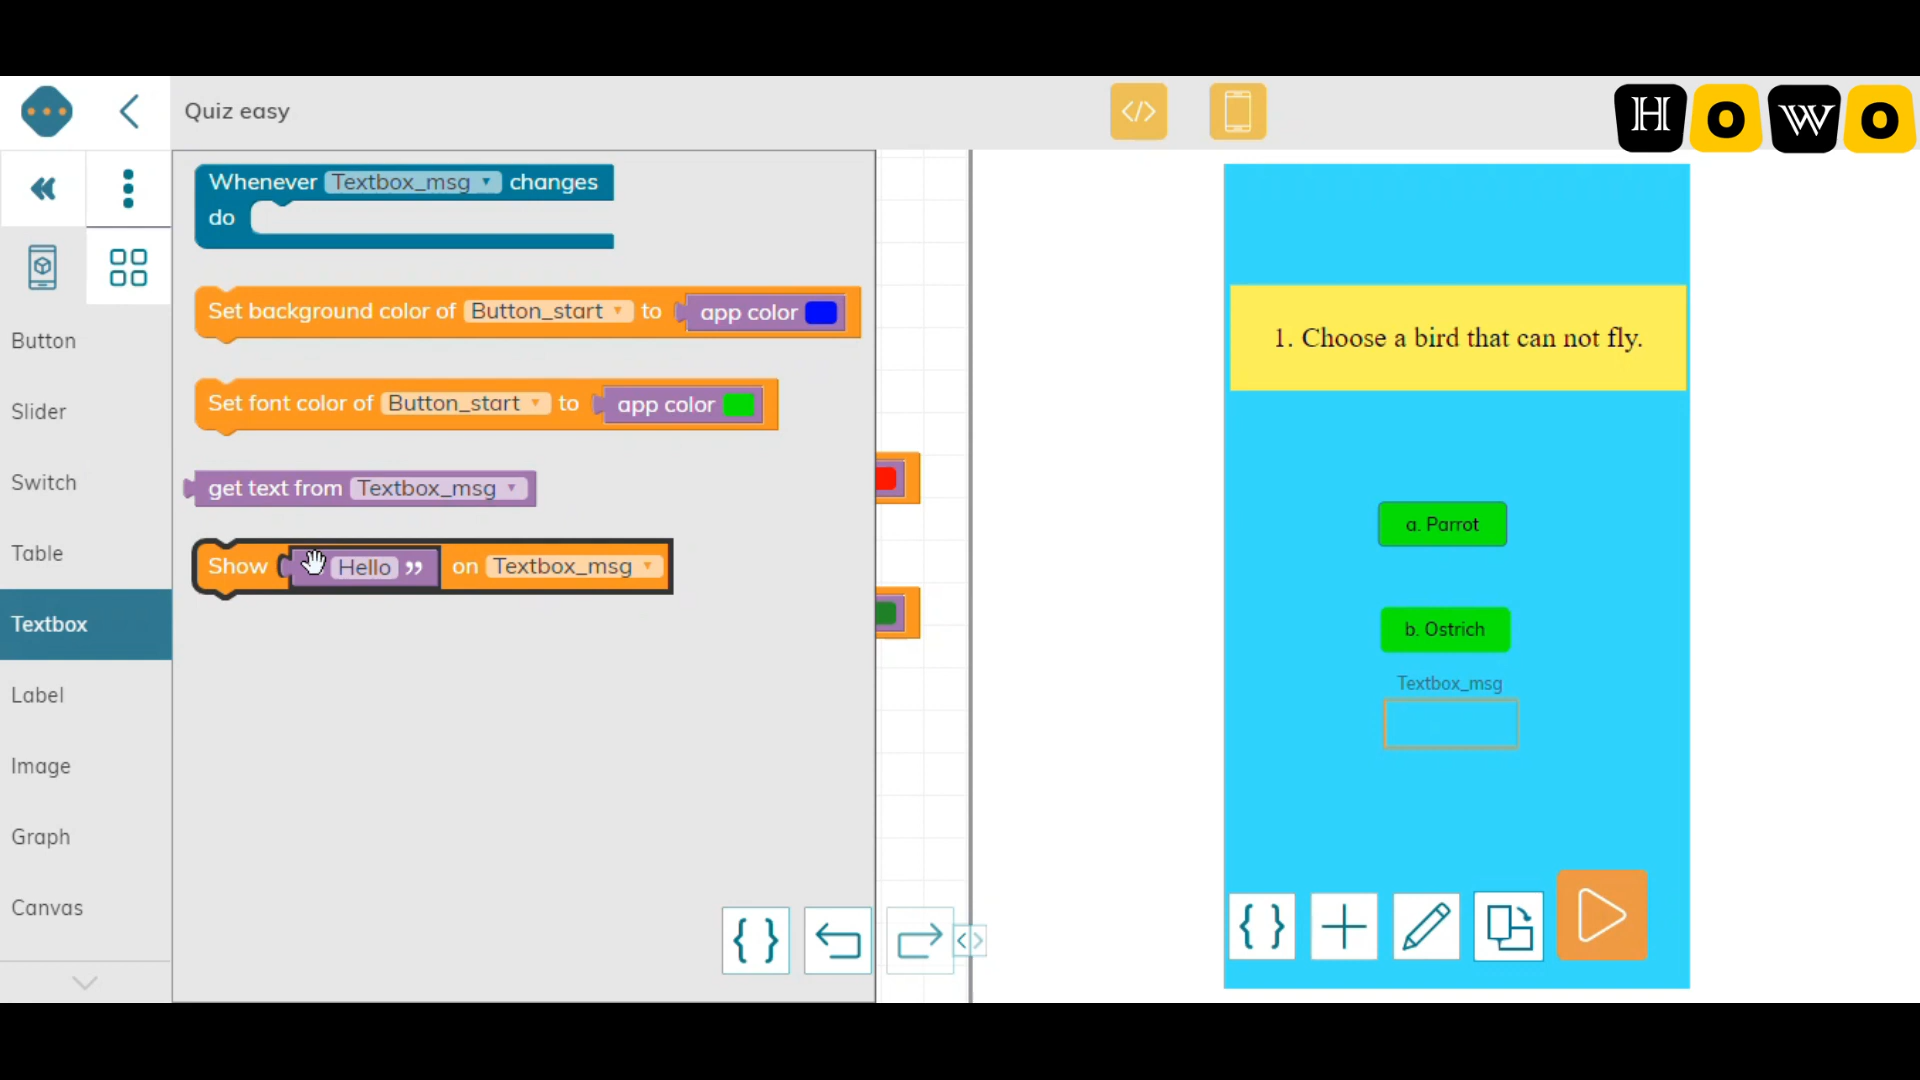 Quiz easy
HOWO
Whenever Textbox_msg changes
do
Set background color of Button_start to app color
Set font color of Button_start to app color
get text from Textbox_msg
Show Hello ” on Textbox_msg
Button
Slider
Switch
Table
Textbox
Label
Image
Graph
Canvas
1. Choose a bird that can not fly.
a. Parrot
b. Ostrich
Textbox_msg